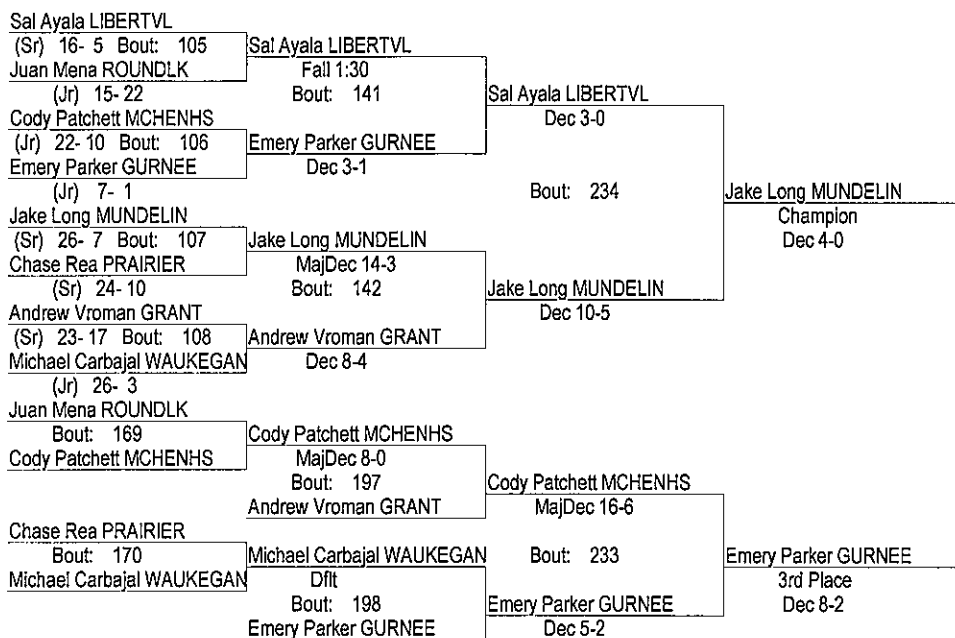 Sal Ayala LIBERTVL
(Sr) 16- 5 Bout: 105
Juan Mena ROUNDLK
(Jr) 15- 22
Cody Patchett MCHENHS
(Jr) 22- 10 Bout: 106
Emery Parker GURNEE
(Jr) 7- 1
Jake Long MUNDELIN
(Sr) 26- 7 Bout: 107
Chase Rea PRAIRIER
(Sr) 24- 10
Andrew Vroman GRANT
(Sr) 23- 17 Bout: 108
Michael Carbajal WAUKEGAN
(Jr) 26- 3
Juan Mena ROUNDLK
Bout: 169
Cody Patchett MCHENHS
Chase Rea PRAIRIER
Bout: 170
Michael Carbajal WAUKEGAN
Sal Ayala LIBERTVL
Fall 1:30
Bout: 141
Emery Parker GURNEE
Dec 3-1
Jake Long MUNDELIN
MajDec 14-3
Bout: 142
Andrew Vroman GRANT
Dec 8-4
Cody Patchett MCHENHS
MajDec 8-0
Bout: 197
Andrew Vroman GRANT
Michael Carbajal WAUKEGAN
Dflt
Bout: 198
Emery Parker GURNEE
Sal Ayala LIBERTVL
Dec 3-0
Bout: 234
Jake Long MUNDELIN
Dec 10-5
Cody Patchett MCHENHS
MajDec 16-6
Bout: 233
Emery Parker GURNEE
Dec 5-2
Jake Long MUNDELIN
Champion
Dec 4-0
Emery Parker GURNEE
3rd Place
Dec 8-2